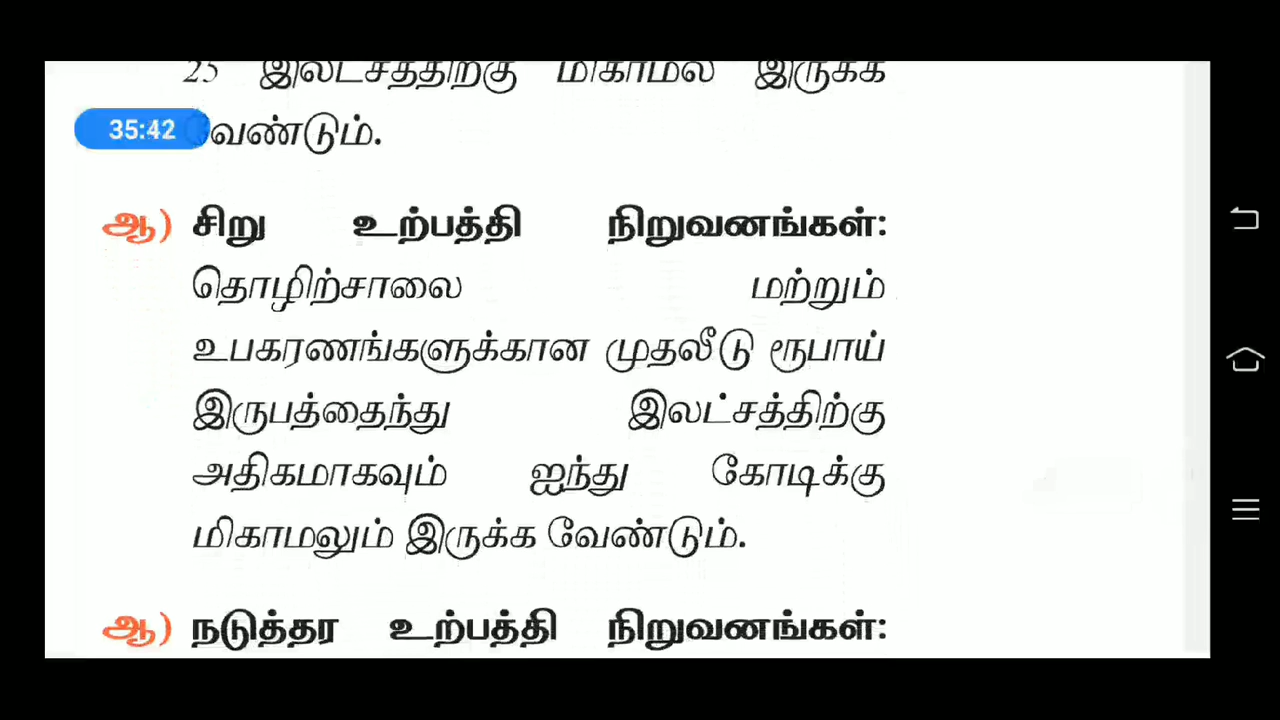 25 இலட்சத்திற்கு மிகாமல் இருக்க
35:42 வேண்டும்.
ஆ) சிறு உற்பத்தி நிறுவனங்கள்:
தொழிற்சாலை மற்றும்
உபகரணங்களுக்கான முதலீடு ரூபாய்
இருபத்தைந்து இலட்சத்திற்கு
அதிகமாகவும் ஐந்து கோடிக்கு
மிகாமலும் இருக்க வேண்டும்.
ஆ) நடுத்தர உற்பத்தி நிறுவனங்கள்: